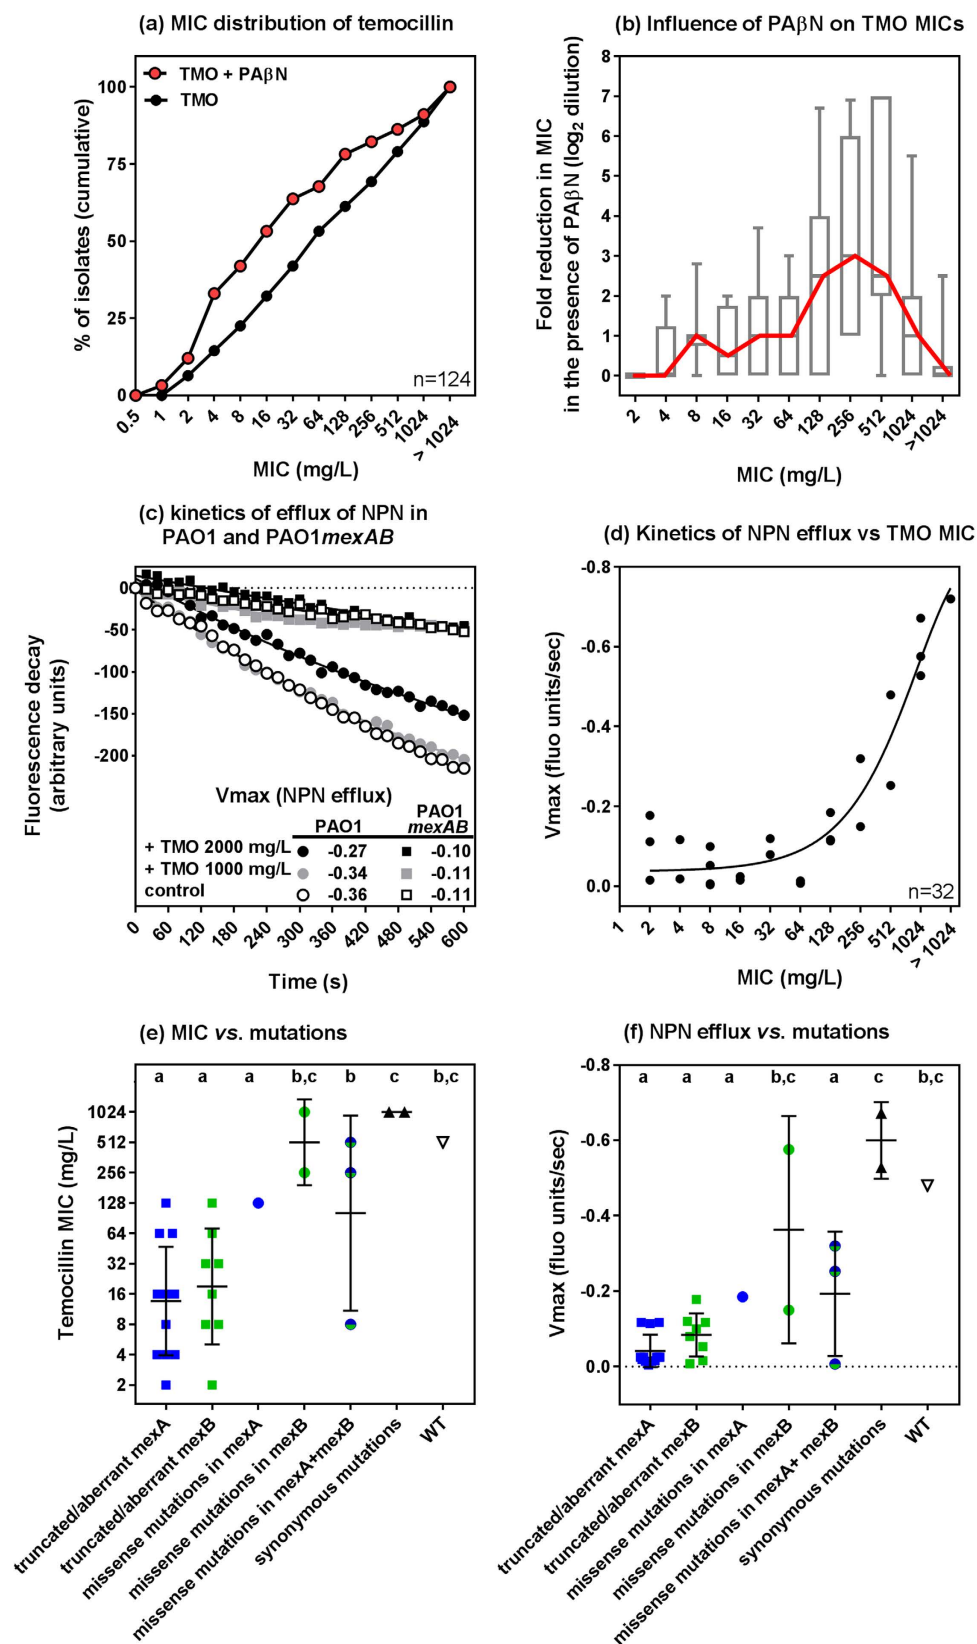 (a) MIC distribution of temocillin
% of isolates (cumulative)
100
75
50
25
0
TMO + PAβN
TMO
n=124
0.5
1
2
4
8
16
32
64
128
256
512
1024
> 1024
MIC (mg/L)
(b) Influence of PAβN on TMO MICs
Fold reduction in MIC
in the presence of PAβN (log2 dilution)
8
7
6
5
4
3
2
1
0
2
4
8
16
32
64
128
256
512
1024
>1024
MIC (mg/L)
(c) kinetics of efflux of NPN in
PAO1 and PAO1mexAB
Fluorescence decay
(arbitrary units)
0
-50
-100
-150
-200
Vmax (NPN efflux)
PAO1 PAO1
mexAB
+ TMO 2000 mg/L -0.27 -0.10
+ TMO 1000 mg/L -0.34 -0.11
control -0.36 -0.11
0
60
120
180
240
300
360
420
480
540
600
Time (s)
(d) Kinetics of NPN efflux vs TMO MIC
Vmax (fluo units/sec)
-0.8
-0.6
-0.4
-0.2
0.0
n=32
1
2
4
8
16
32
64
128
256
512
1024
> 1024
MIC (mg/L)
(e) MIC vs. mutations
Temocillin MIC (mg/L)
a a a b,c b c b,c
1024
512
256
128
64
32
16
8
4
2
truncated/aberrant mexA
truncated/aberrant mexB
missense mutations in mexA
missense mutations in mexB
missense mutations in mexA+mexB
synonymous mutations
WT
(f) NPN efflux vs. mutations
Vmax (fluo units/sec)
-0.8
a a a b,c a c b,c
-0.6
-0.4
-0.2
0.0
truncated/aberrant mexA
truncated/aberrant mexB
missense mutations in mexA
missense mutations in mexB
missense mutations in mexA+ mexB
synonymous mutations
WT